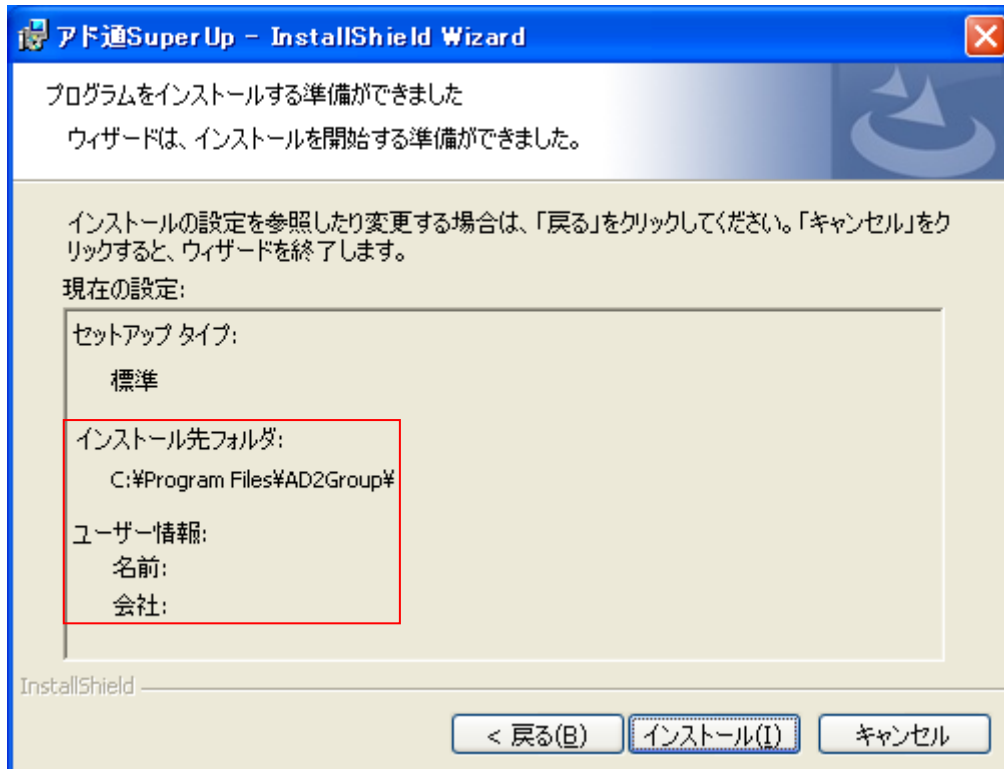 アド通SuperUp - InstallShield Wizard
プログラムをインストールする準備ができました
ウィザードは、インストールを開始する準備ができました。
インストールの設定を参照したり変更する場合は、「戻る」をクリックしてください。「キャンセル」をク
リックすると、ウィザードを終了します。
現在の設定:
セットアップ タイプ:
標準
インストール先フォルダ:
C:¥Program Files¥AD2Group¥
ユーザー情報:
名前:
会社:
InstallShield
< 戻る(B)
インストール(I)
キャンセル